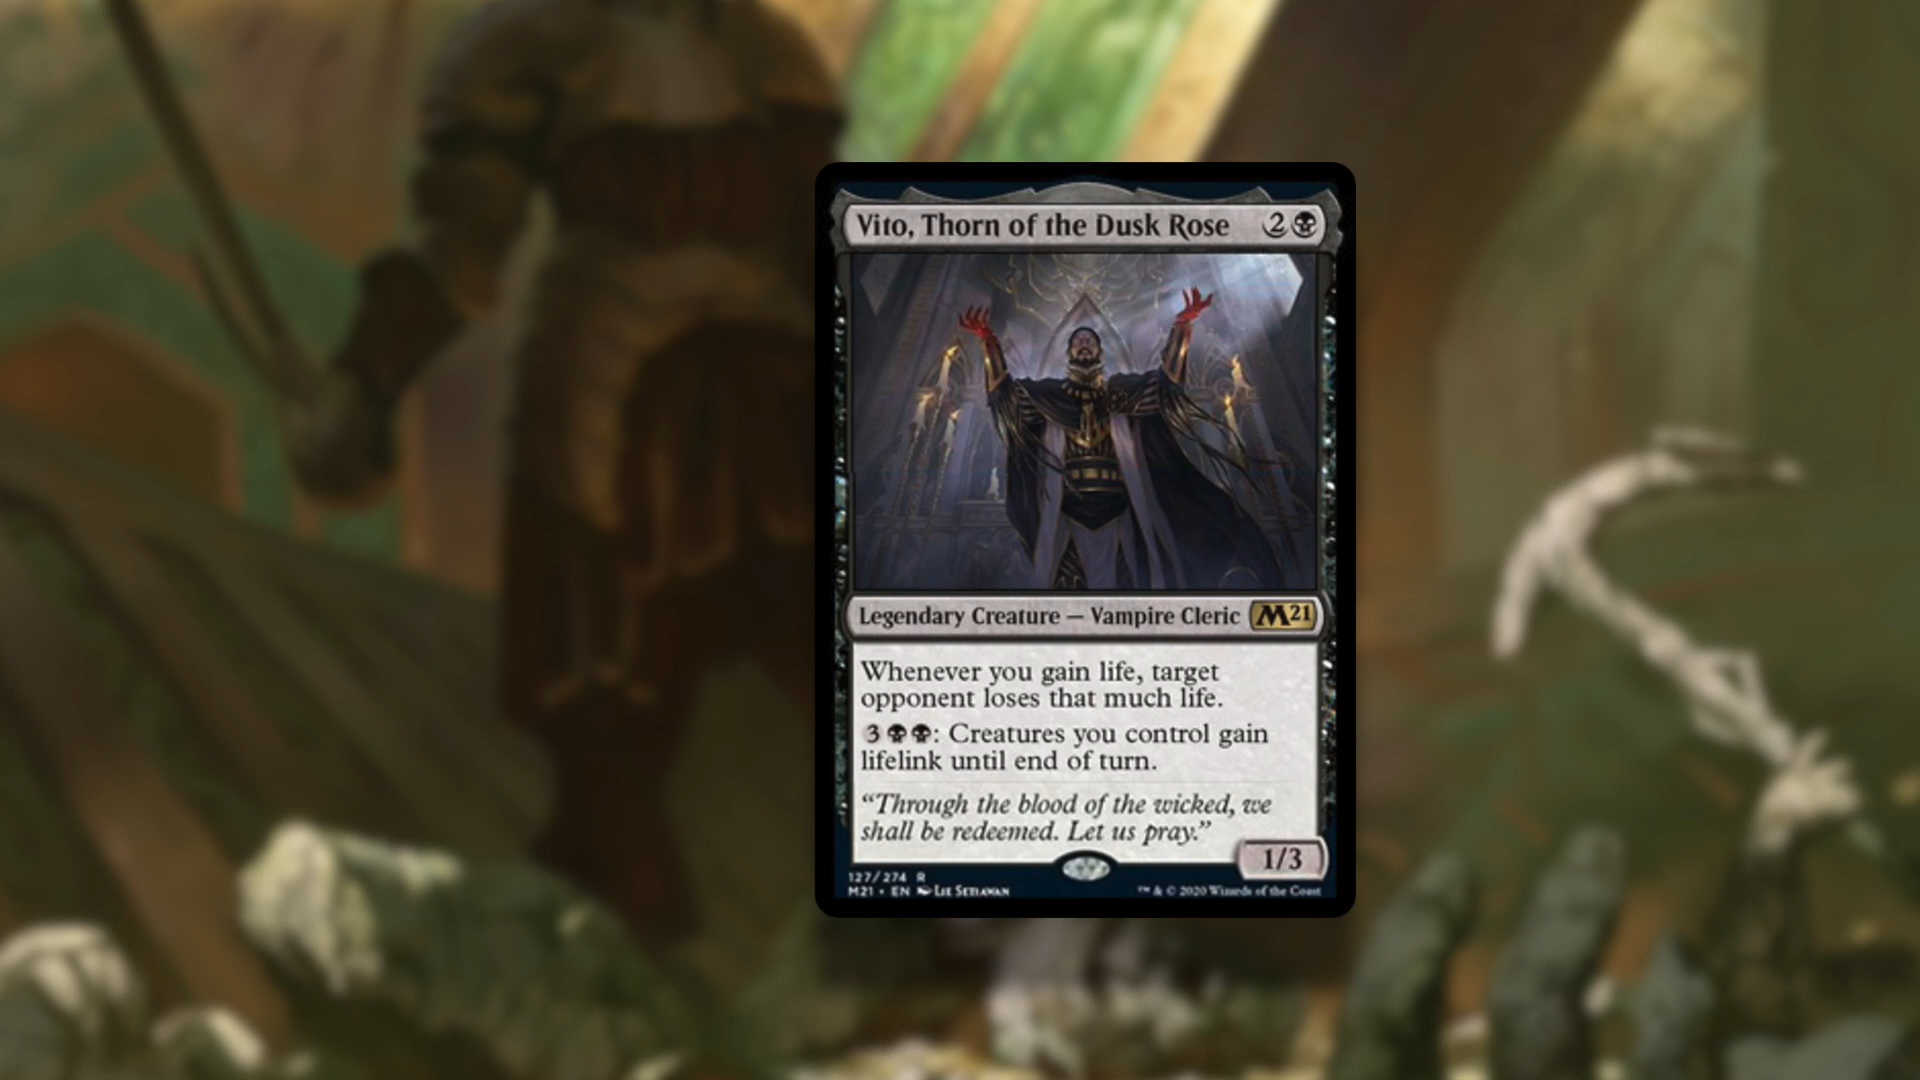 Vito, Thorn of the Dusk Rose 2
Legendary Creature — Vampire Cleric M21
Whenever you gain life, target
opponent loses that much life.
3: Creatures you control gain
lifelink until end of turn.
“Through the blood of the wicked, we
shall be redeemed. Let us pray.”
1/3
127/274 R
M21 • EN Lie Setiawan
™ & © 2020 Wizards of the Coast